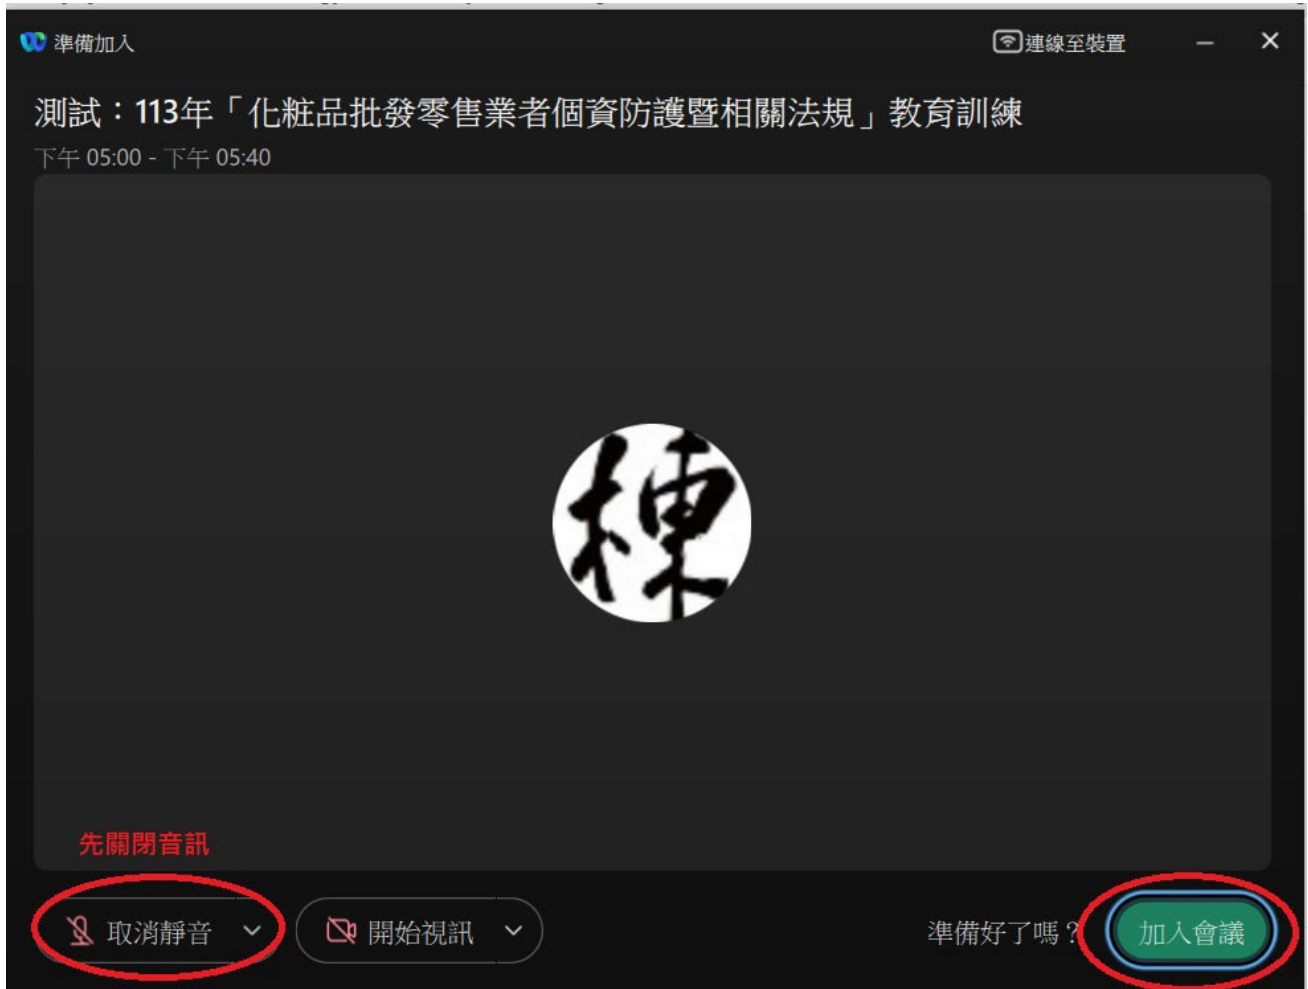 準備加入
連線至裝置
測試：113年「化粧品批發零售業者個資防護暨相關法規」教育訓練
下午 05:00 - 下午 05:40
棟
先關閉音訊
取消靜音
開始視訊
準備好了嗎？
加入會議